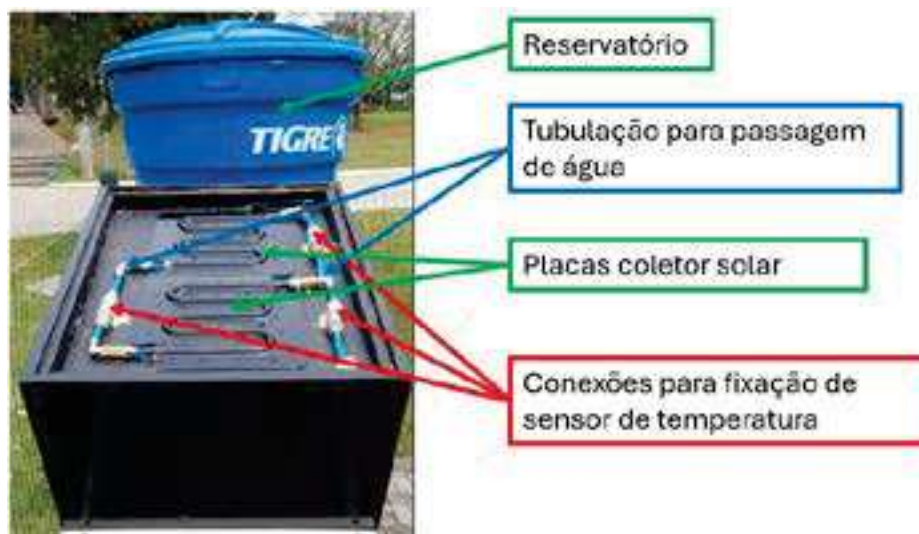 Reservatório
TIGRE
Tubulação para passagem
de água
Placas coletor solar
Conexões para fixação de
sensor de temperatura